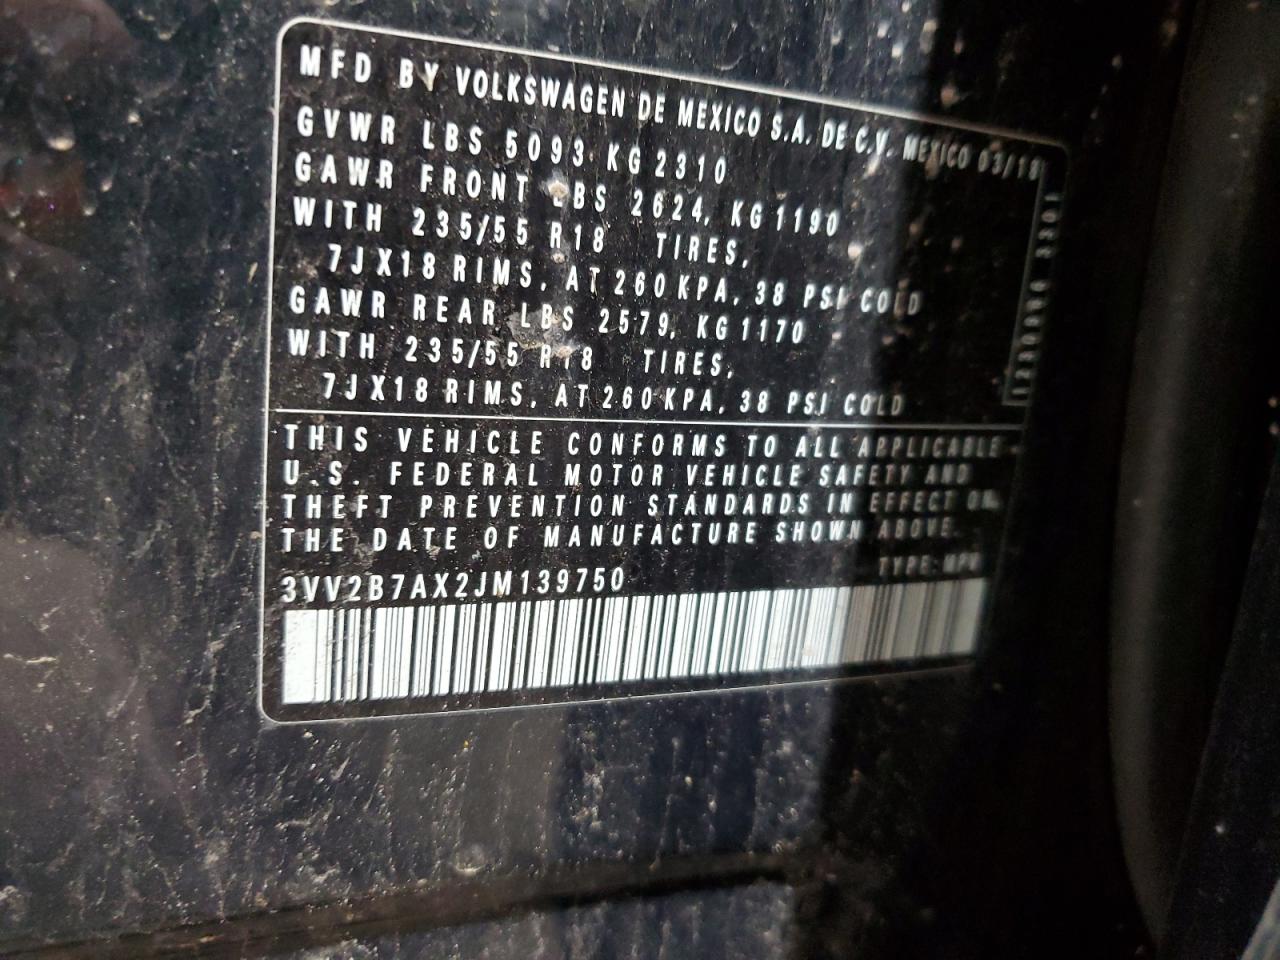 MFD BY VOLKSWAGEN DE MEXICO S.A. DE C.V. MEXICO 03/18
GVWR LBS 5093 KG 2310
GAWR FRONT LBS 2624, KG 1190
WITH 235/55 R18 TIRES,
7JX18 RIMS, AT 260 KPA, 38 PSI COLD
GAWR REAR LBS 2579, KG 1170
WITH 235/55 R18 TIRES,
7JX18 RIMS, AT 260 KPA, 38 PSI COLD
THIS VEHICLE CONFORMS TO ALL APPLICABLE
U.S. FEDERAL MOTOR VEHICLE SAFETY AND
THEFT PREVENTION STANDARDS IN EFFECT ON
THE DATE OF MANUFACTURE SHOWN ABOVE.
TYPE: MPV
3VV2B7AX2JM139750